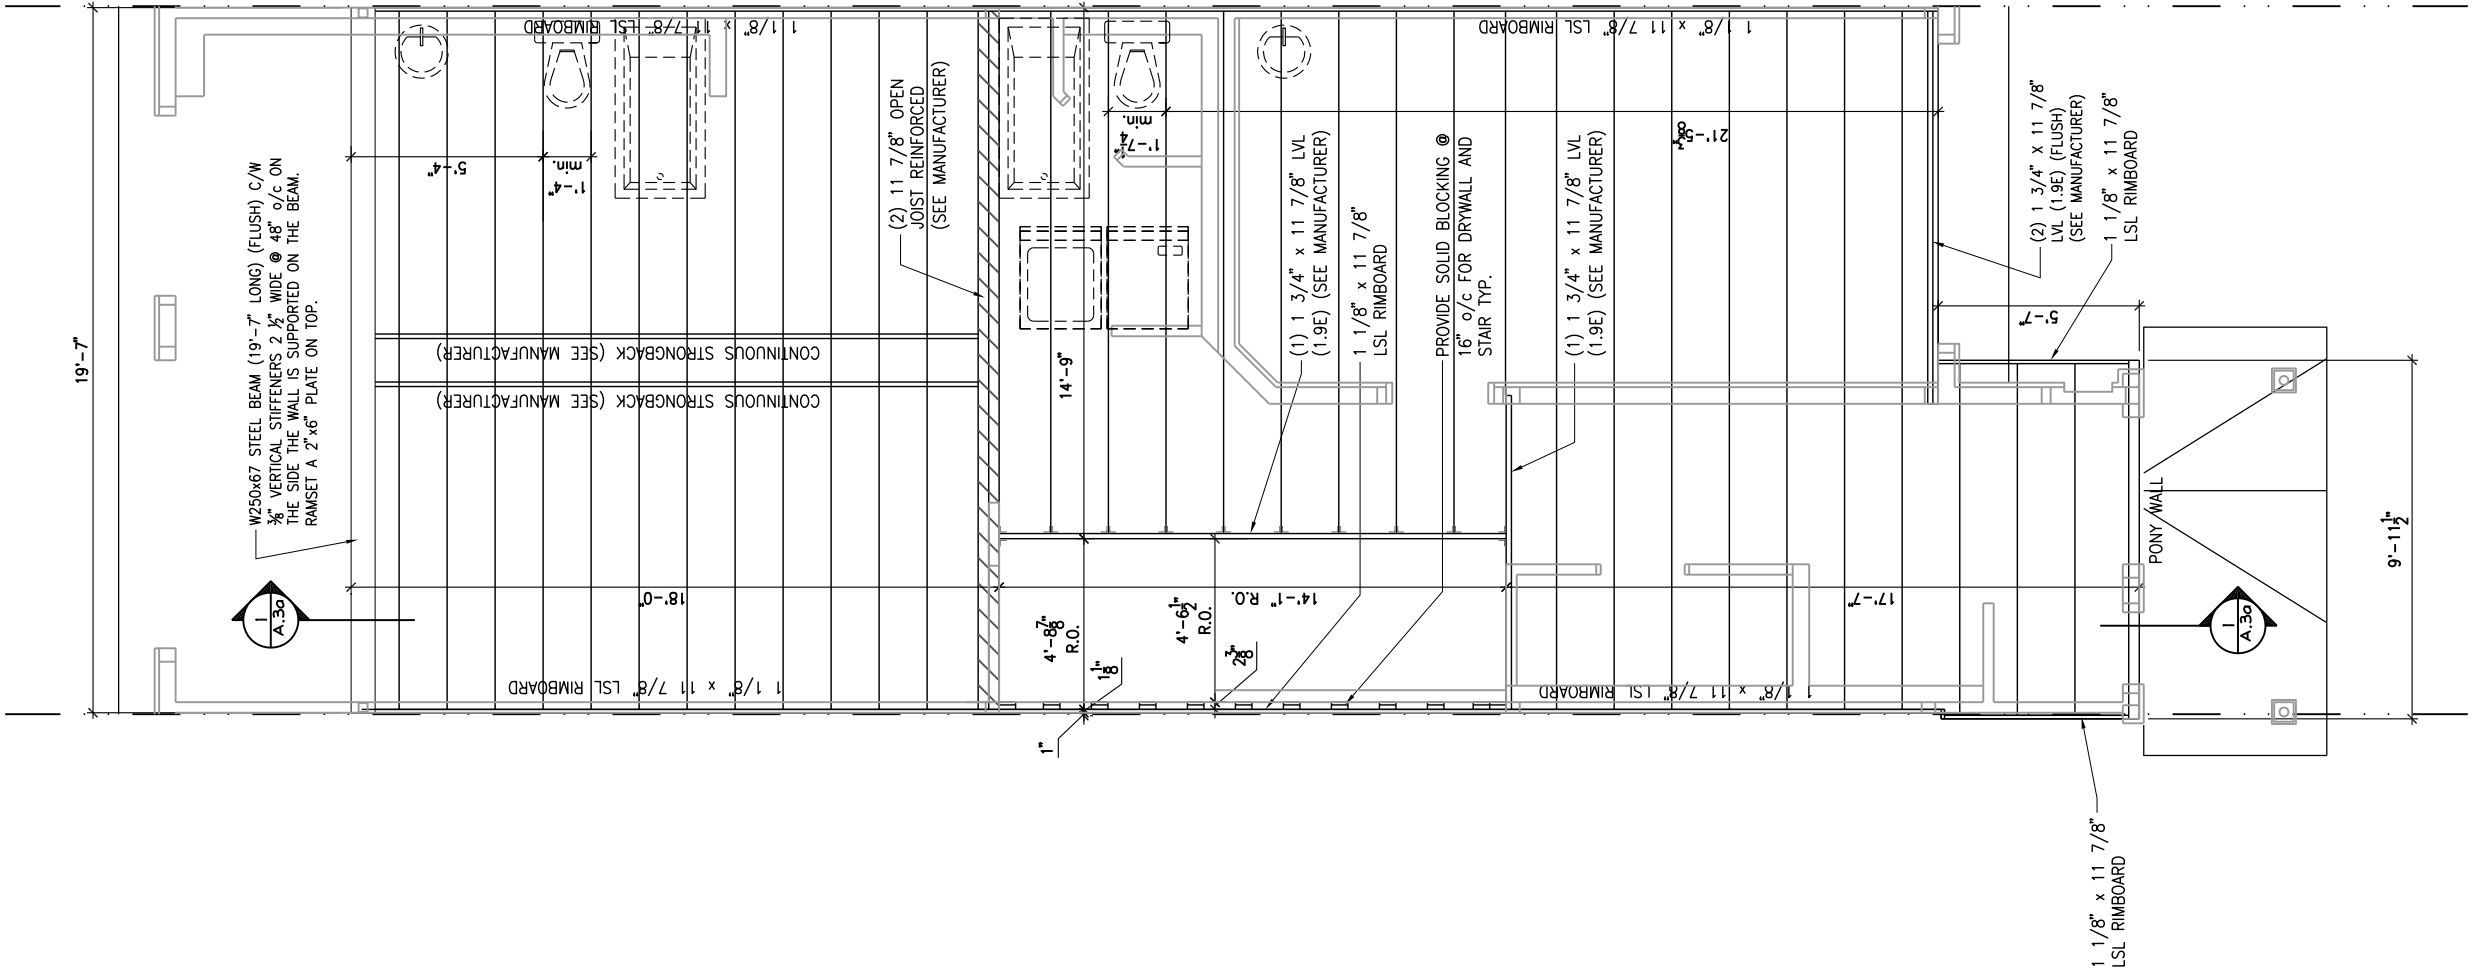 19'-7"
W250x67 STEEL BEAM (19'-7" LONG) (FLUSH) C/W
3/8" VERTICAL STIFFENERS 2 1/2" WIDE @ 48" o/c ON
THE SIDE THE WALL IS SUPPORTED ON THE BEAM.
RAMSET A 2"x6" PLATE ON TOP.
1
A.3a
5'-4"
1'-4"
min.
1 1/8" x 11 7/8" LSL RIMBOARD
CONTINUOUS STRONGBACK (SEE MANUFACTURER)
CONTINUOUS STRONGBACK (SEE MANUFACTURER)
18'-0"
1 1/8" x 11 7/8" LSL RIMBOARD
(2) 11 7/8" OPEN
JOIST REINFORCED
(SEE MANUFACTURER)
14'-9"
4'-8 7/8"
R.O.
1 1/8"
1"
1'-7 1/4"
min.
4'-6 1/2"
R.O.
2 3/8"
14'-1" R.O.
(1) 1 3/4" x 11 7/8" LVL
(1.9E) (SEE MANUFACTURER)
1 1/8" x 11 7/8"
LSL RIMBOARD
PROVIDE SOLID BLOCKING @
16" o/c FOR DRYWALL AND
STAIR TYP.
(1) 1 3/4" x 11 7/8" LVL
(1.9E) (SEE MANUFACTURER)
1 1/8" x 11 7/8" LSL RIMBOARD
21'-5 3/8"
1 1/8" x 11 7/8" LSL RIMBOARD
17'-7"
(2) 1 3/4" x 11 7/8"
LVL (1.9E) (FLUSH)
(SEE MANUFACTURER)
1 1/8" x 11 7/8"
LSL RIMBOARD
5'-7"
PONY WALL
1
A.3a
9'-11 1/2"
1 1/8" x 11 7/8"
LSL RIMBOARD